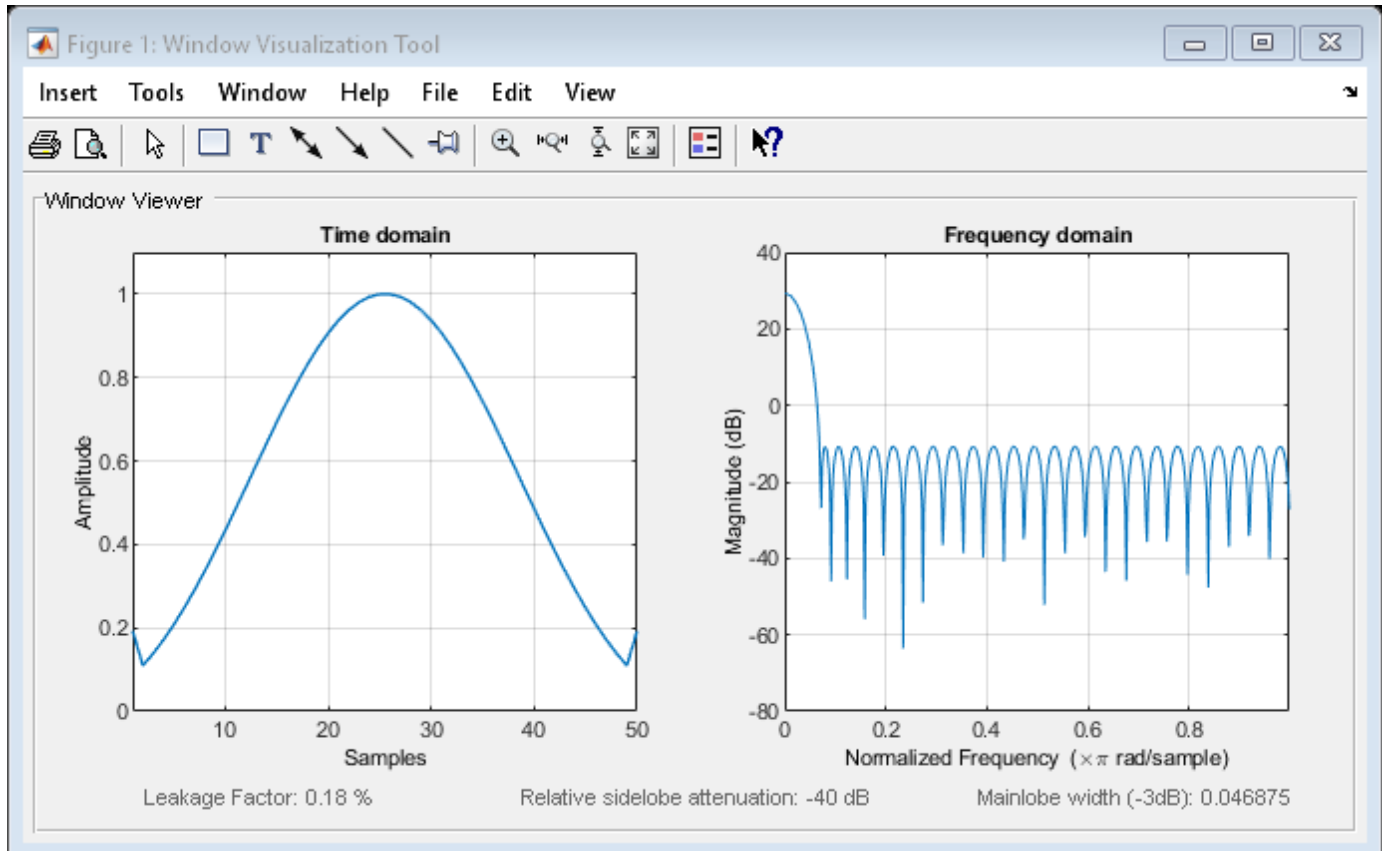 Figure 1: Window Visualization Tool
Insert Tools Window Help File Edit View
T
Window Viewer
Time domain
1
0.8
0.6
0.4
0.2
0
Amplitude
10 20 30 40 50
Samples
Frequency domain
40
20
0
-20
-40
-60
-80
Magnitude (dB)
0 0.2 0.4 0.6 0.8
Normalized Frequency (×π rad/sample)
Leakage Factor: 0.18 % Relative sidelobe attenuation: -40 dB Mainlobe width (-3dB): 0.046875